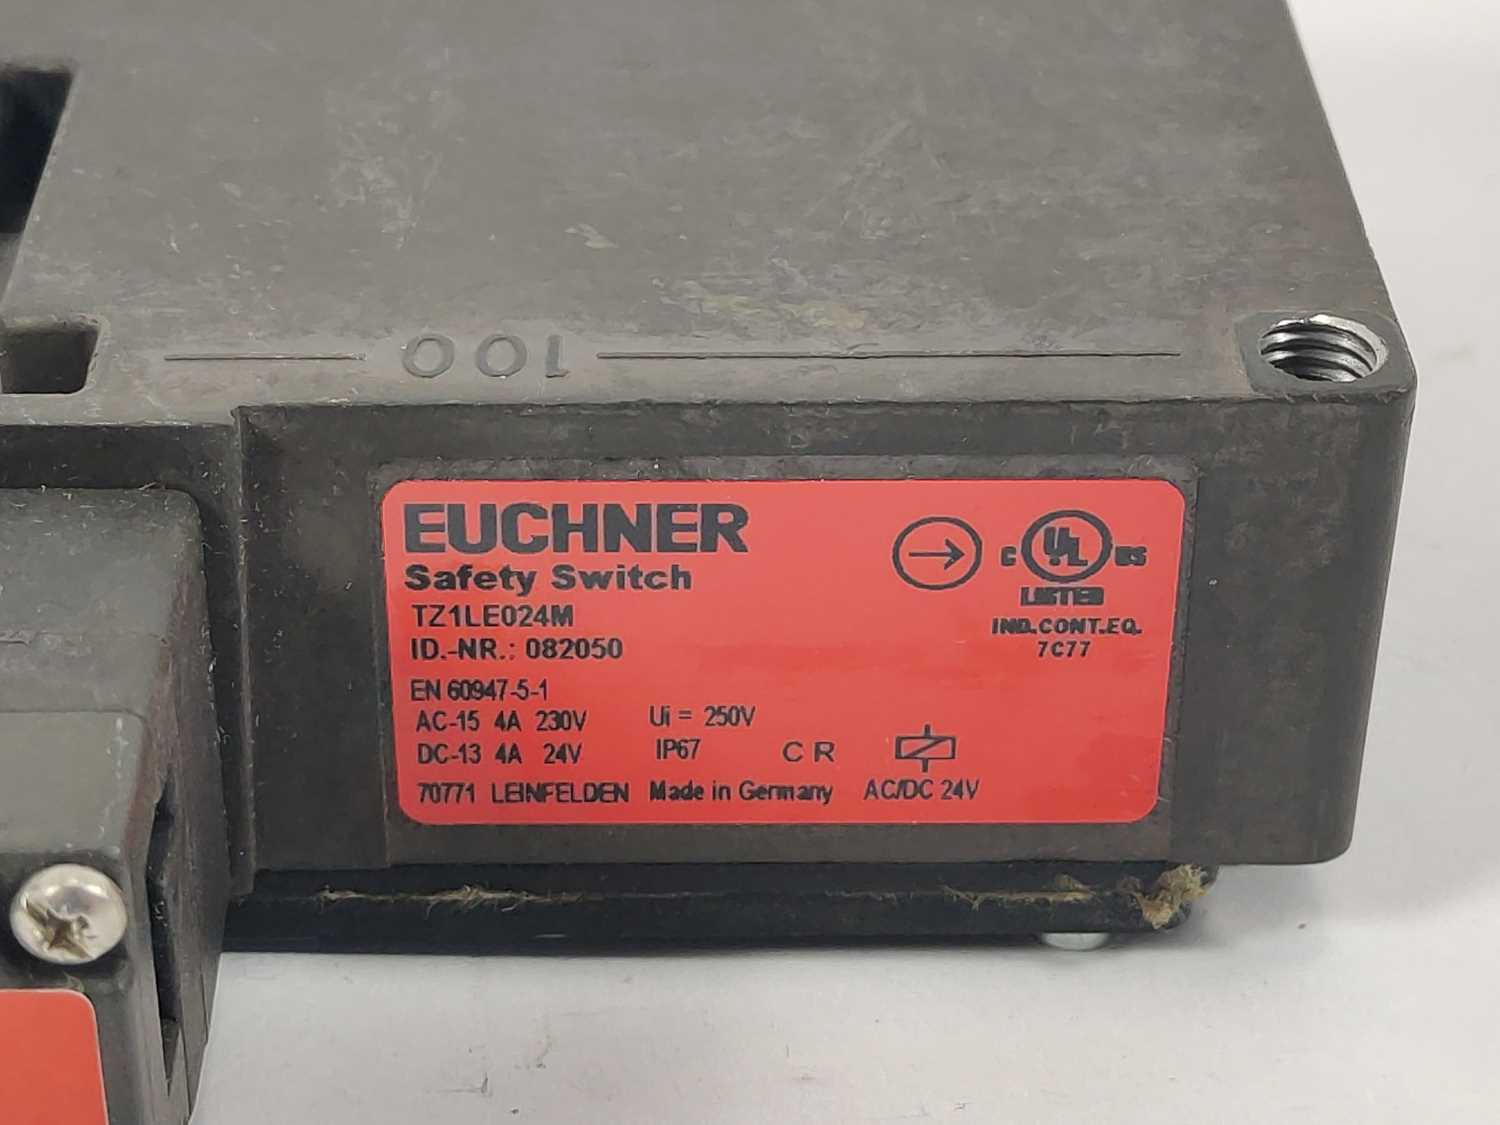 100
EUCHNER
Safety Switch
TZ1LE024M
ID.-NR.: 082050
EN 60947-5-1
AC-15 4A 230V
DC-13 4A 24V
Ui = 250V
IP67
C R
70771 LEINFELDEN Made in Germany
AC/DC 24V
C UL US
LISTED
IND.CONT.EQ.
7C77